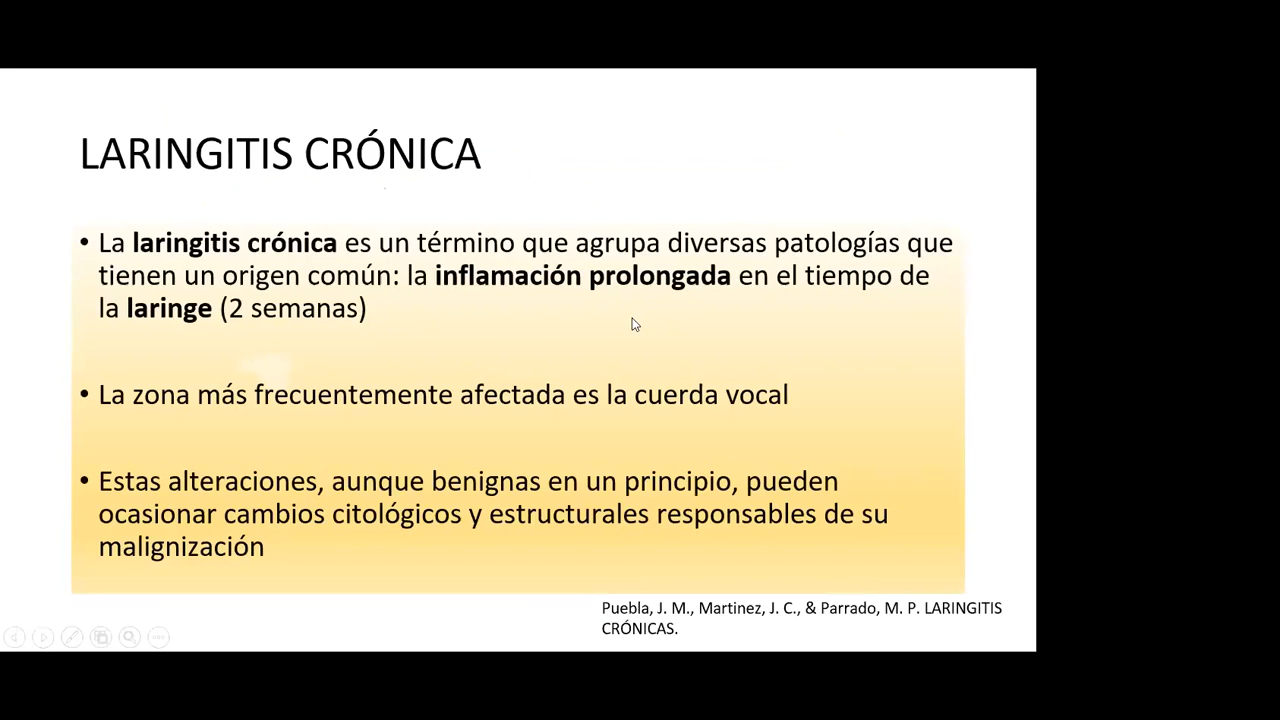 LARINGITIS CRÓNICA
• La laringitis crónica es un término que agrupa diversas patologías que
tienen un origen común: la inflamación prolongada en el tiempo de
la laringe (2 semanas)
• La zona más frecuentemente afectada es la cuerda vocal
• Estas alteraciones, aunque benignas en un principio, pueden
ocasionar cambios citológicos y estructurales responsables de su
malignización
Puebla, J. M., Martinez, J. C., & Parrado, M. P. LARINGITIS
CRÓNICAS.